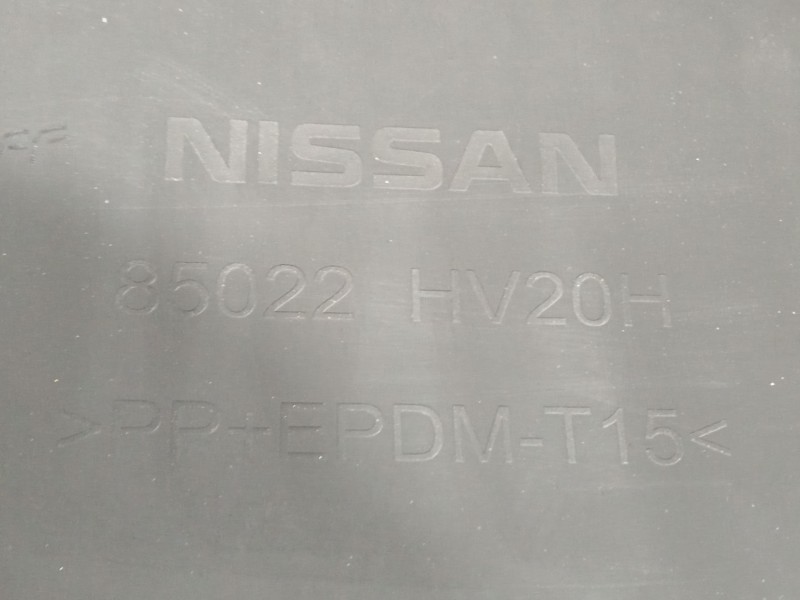 NISSAN
85022 HV20H
>PP+EPDM-T15<